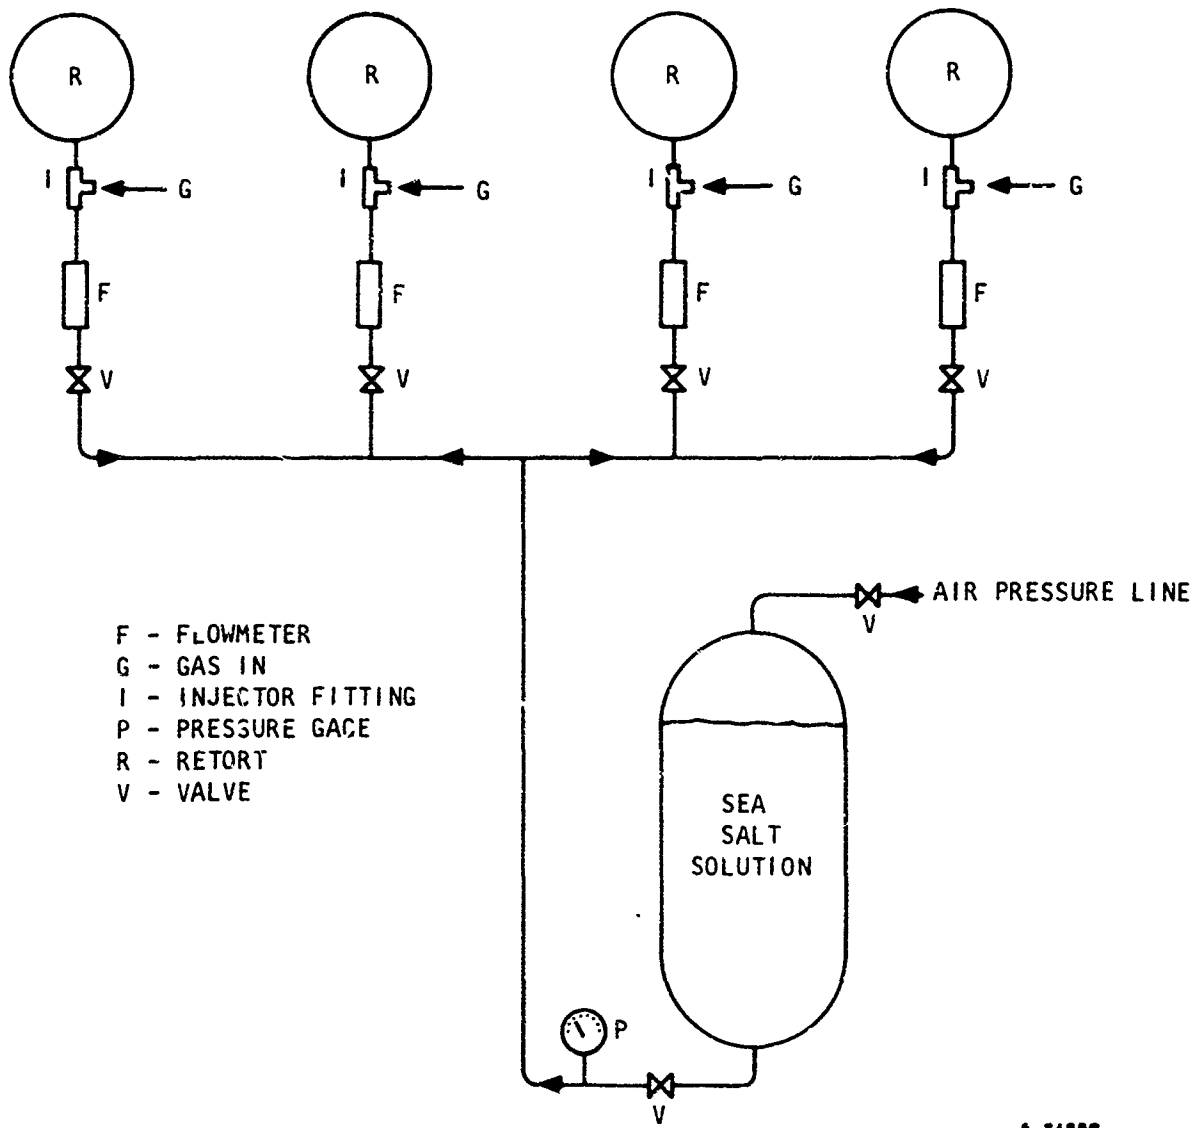 R R R R
I G I G I G I G
F F F F
V V V V
AIR PRESSURE LINE
V
F - FLOWMETER
G - GAS IN
I - INJECTOR FITTING
P - PRESSURE GAGE
R - RETORT
V - VALVE
SEA
SALT
SOLUTION
P
V